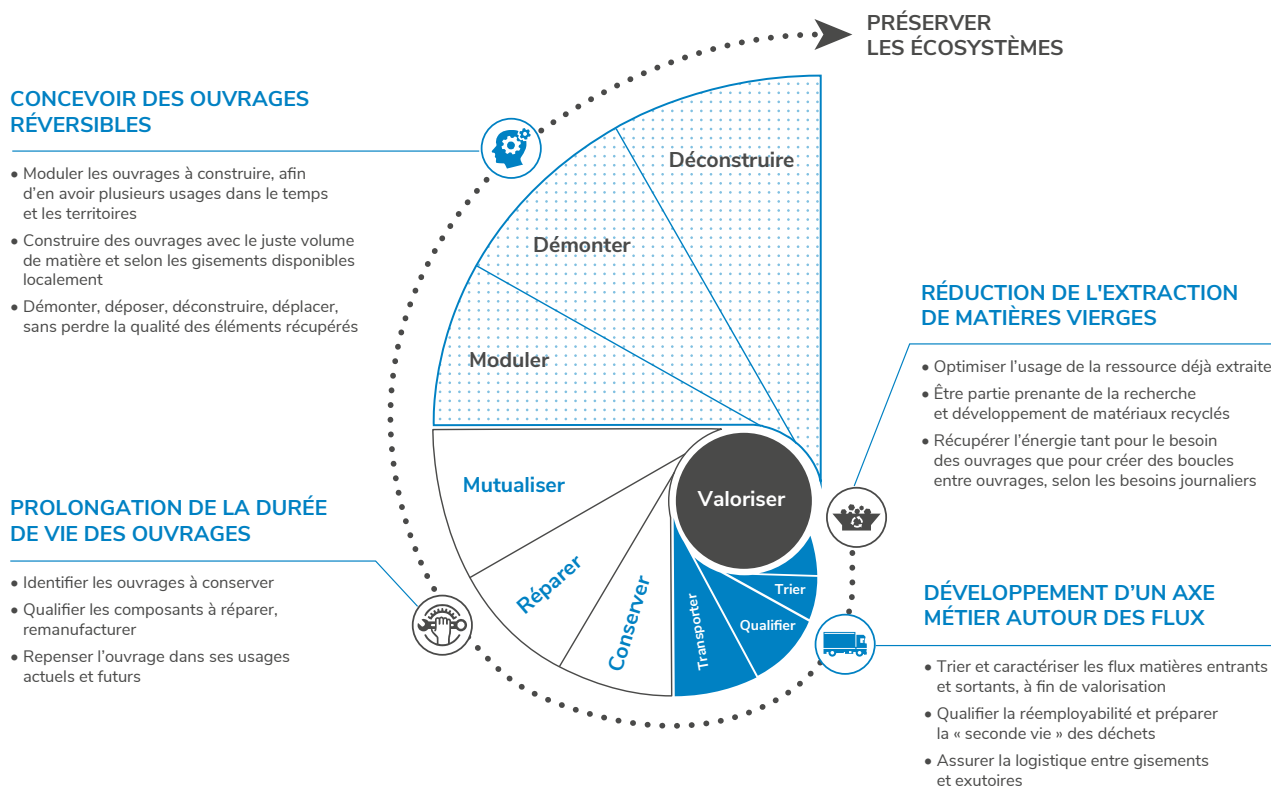 PRÉSERVER
LES ÉCOSYSTÈMES
CONCEVOIR DES OUVRAGES
RÉVERSIBLES
• Moduler les ouvrages à construire, afin
d'en avoir plusieurs usages dans le temps
et les territoires
• Construire des ouvrages avec le juste volume
de matière et selon les gisements disponibles
localement
• Démonter, déposer, déconstruire, déplacer,
sans perdre la qualité des éléments récupérés
Déconstruire
Démonter
Moduler
Mutualiser
Réparer
Conserver
Transporter
Qualifier
Trier
Valoriser
RÉDUCTION DE L'EXTRACTION
DE MATIÈRES VIERGES
• Optimiser l’usage de la ressource déjà extraite
• Être partie prenante de la recherche
et développement de matériaux recyclés
• Récupérer l’énergie tant pour le besoin
des ouvrages que pour créer des boucles
entre ouvrages, selon les besoins journaliers
PROLONGATION DE LA DURÉE
DE VIE DES OUVRAGES
• Identifier les ouvrages à conserver
• Qualifier les composants à réparer,
remanufacturer
• Repenser l’ouvrage dans ses usages
actuels et futurs
DÉVELOPPEMENT D’UN AXE
MÉTIER AUTOUR DES FLUX
• Trier et caractériser les flux matières entrants
et sortants, à fin de valorisation
• Qualifier la réemployabilité et préparer
la « seconde vie » des déchets
• Assurer la logistique entre gisements
et exutoires